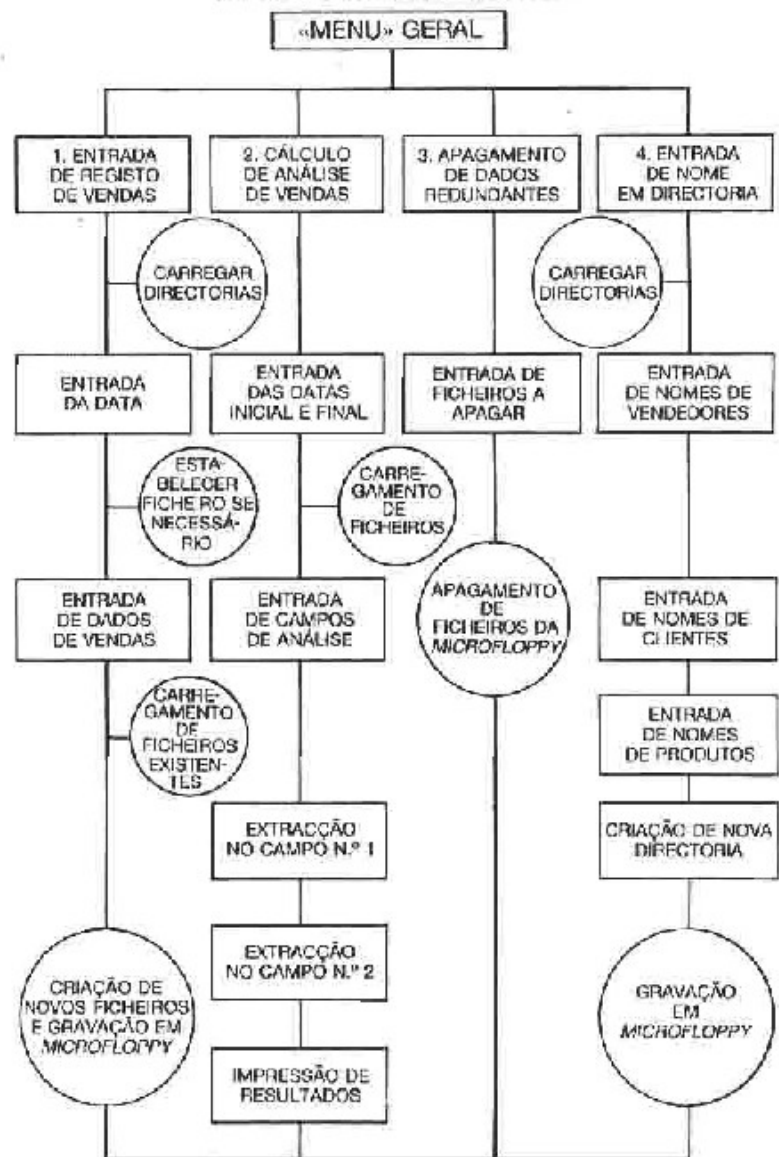 «MENU» GERAL
1. ENTRADA
DE REGISTO
DE VENDAS
2. CÁLCULO
DE ANÁLISE
DE VENDAS
3. APAGAMENTO
DE DADOS
REDUNDANTES
4. ENTRADA
DE NOME
EM DIRECTORIA
CARREGAR
DIRECTORIAS
CARREGAR
DIRECTORIAS
ENTRADA
DA DATA
ENTRADA
DAS DATAS
INICIAL E FINAL
ENTRADA DE
FICHEIROS A
APAGAR
ENTRADA
DE NOMES DE
VENDEDORES
ESTA-
BELECER
FICHEIRO SE
NECESSÁ-
RIO
CARRE-
GAMENTO
DE
FICHEIROS
ENTRADA
DE DADOS
DE VENDAS
ENTRADA
DE CAMPOS
DE ANÁLISE
APAGAMENTO
DE
FICHEIROS DA
MICROFLOPPY
ENTRADA
DE NOMES DE
CLIENTES
CARRE-
GAMENTO
DE
FICHEIROS
EXISTEN-
TES
ENTRADA
DE NOMES
DE PRODUTOS
EXTRACÇÃO
NO CAMPO N.º 1
CRIAÇÃO DE NOVA
DIRECTORIA
EXTRACÇÃO
NO CAMPO N.º 2
CRIAÇÃO DE
NOVOS FICHEIROS
E GRAVAÇÃO EM
MICROFLOPPY
GRAVAÇÃO
EM
MICROFLOPPY
IMPRESSÃO DE
RESULTADOS